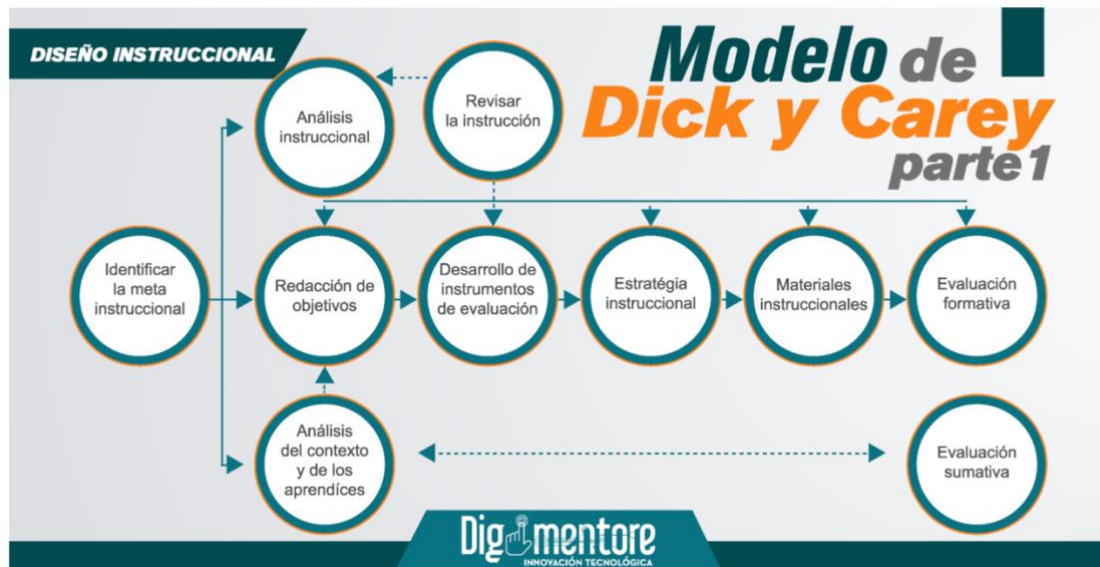 DISEÑO INSTRUCCIONAL
Modelo de
Dick y Carey
parte 1
Análisis
instruccional
Revisar
la instrucción
Identificar
la meta
instruccional
Redacción de
objetivos
Desarrollo de
instrumentos
de evaluación
Estratégia
instruccional
Materiales
instruccionales
Evaluación
formativa
Análisis
del contexto
y de los
aprendíces
Evaluación
sumativa
Digimentore
INNOVACIÓN TECNOLÓGICA